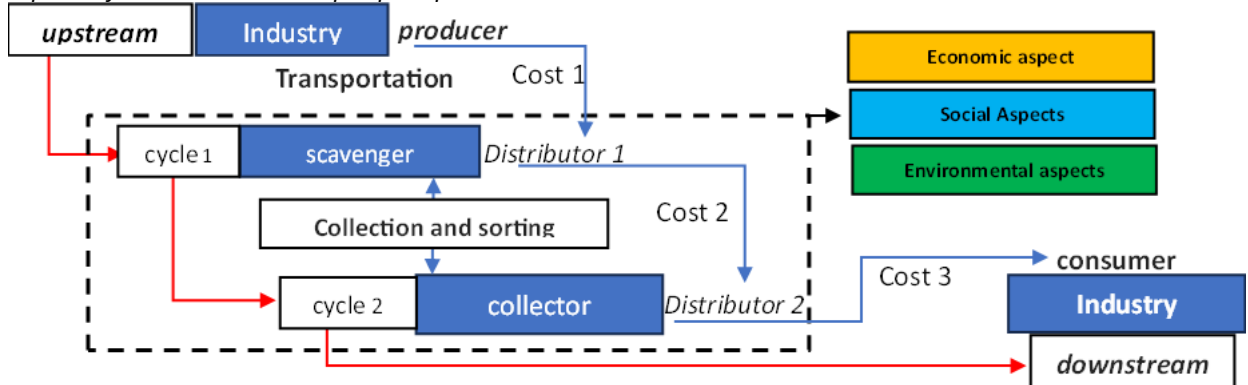 upstream Industry producer
Economic aspect
Transportation Cost 1
Social Aspects
cycle 1 scavenger Distributor 1
Environmental aspects
Cost 2
Collection and sorting
consumer
Cost 3
cycle 2 collector Distributor 2
Industry
downstream